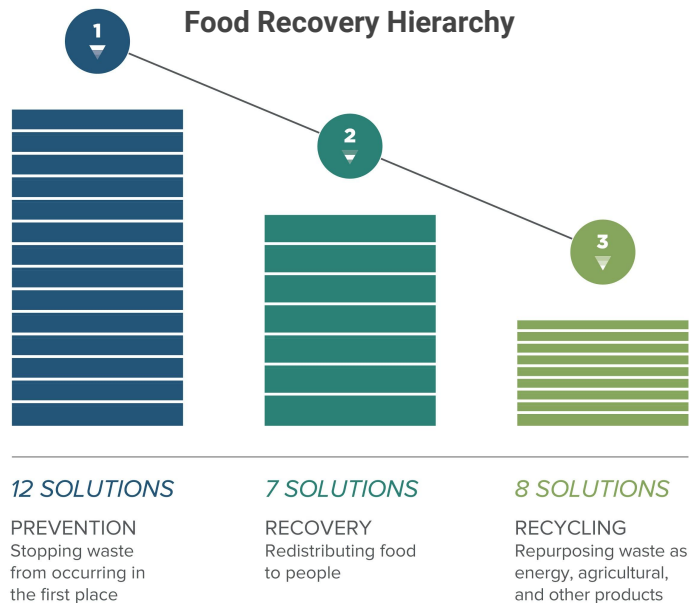 Food Recovery Hierarchy
1
2
3
12 SOLUTIONS
PREVENTION
Stopping waste
from occurring in
the first place
7 SOLUTIONS
RECOVERY
Redistributing food
to people
8 SOLUTIONS
RECYCLING
Repurposing waste as
energy, agricultural,
and other products